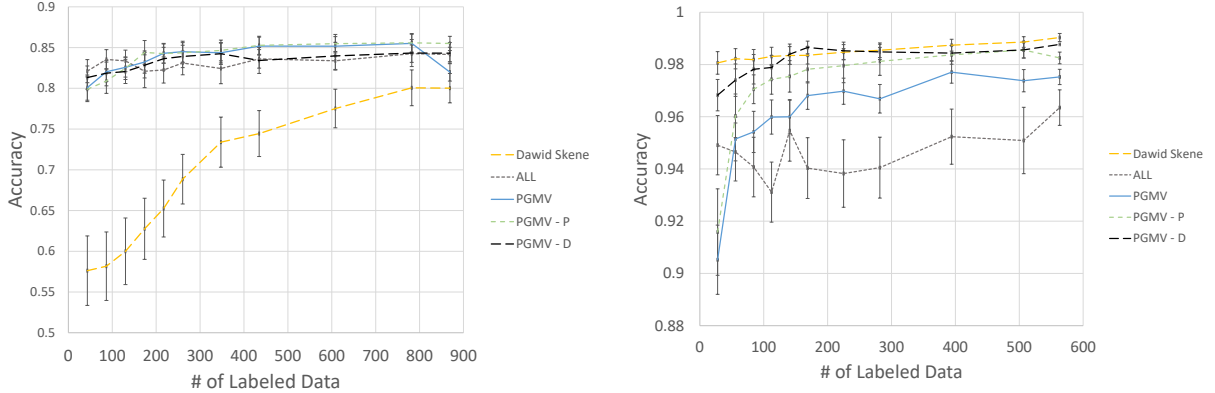 0.9
0.85
0.8
0.75
0.7
0.65
0.6
0.55
0.5
Accuracy
0 100 200 300 400 500 600 700 800 900
# of Labeled Data
Dawid Skene
ALL
PGMV
PGMV - P
PGMV - D
1
0.98
0.96
0.94
0.92
0.9
0.88
Accuracy
0 100 200 300 400 500 600
# of Labeled Data
Dawid Skene
ALL
PGMV
PGMV - P
PGMV - D